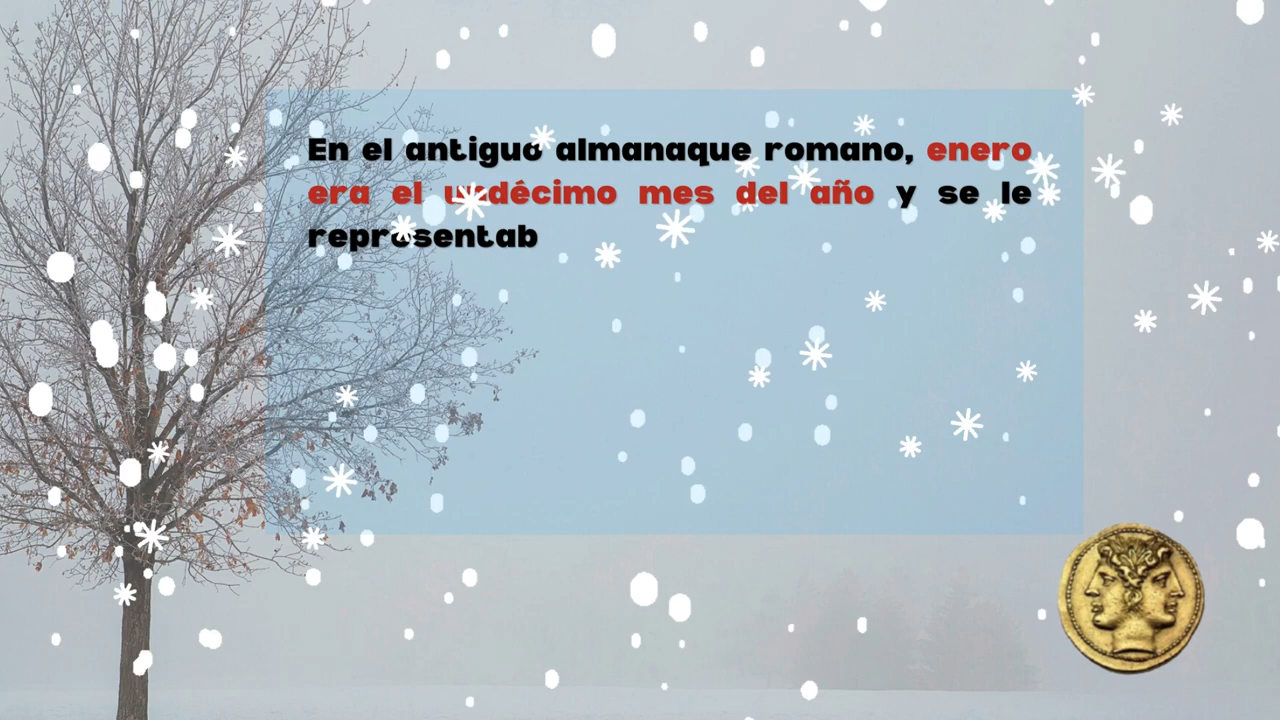 En el antiguo almanaque romano, enero
era el undécimo mes del año y se le
representab